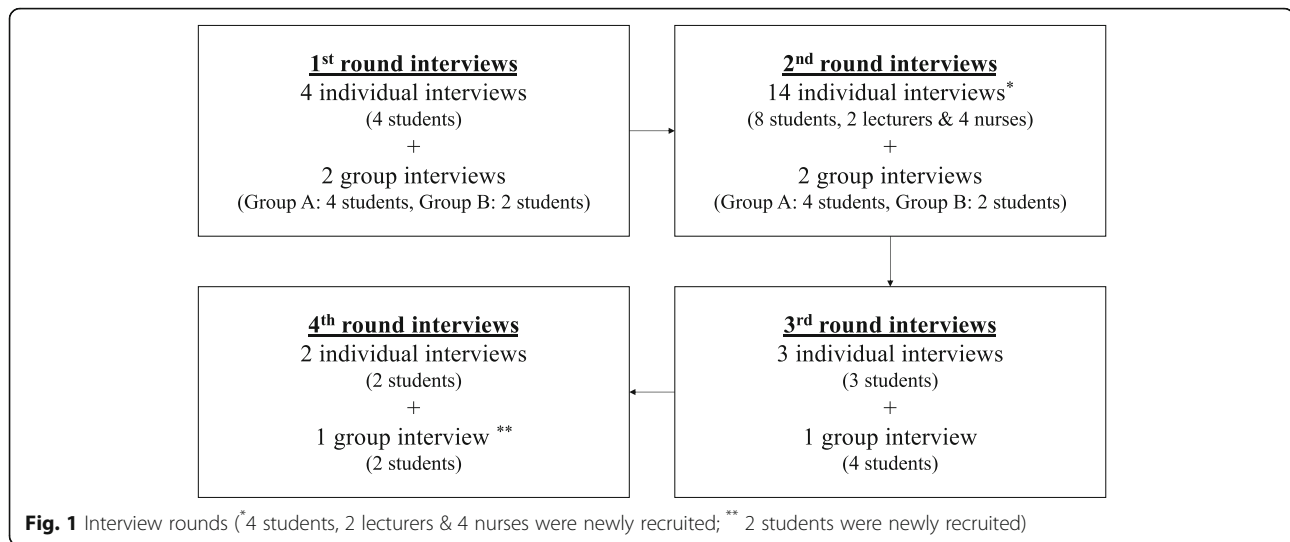 1st round interviews
4 individual interviews
(4 students)
+
2 group interviews
(Group A: 4 students, Group B: 2 students)
2nd round interviews
14 individual interviews*
(8 students, 2 lecturers & 4 nurses)
+
2 group interviews
(Group A: 4 students, Group B: 2 students)
3rd round interviews
3 individual interviews
(3 students)
+
1 group interview
(4 students)
4th round interviews
2 individual interviews
(2 students)
+
1 group interview **
(2 students)
Fig. 1 Interview rounds (*4 students, 2 lecturers & 4 nurses were newly recruited; ** 2 students were newly recruited)